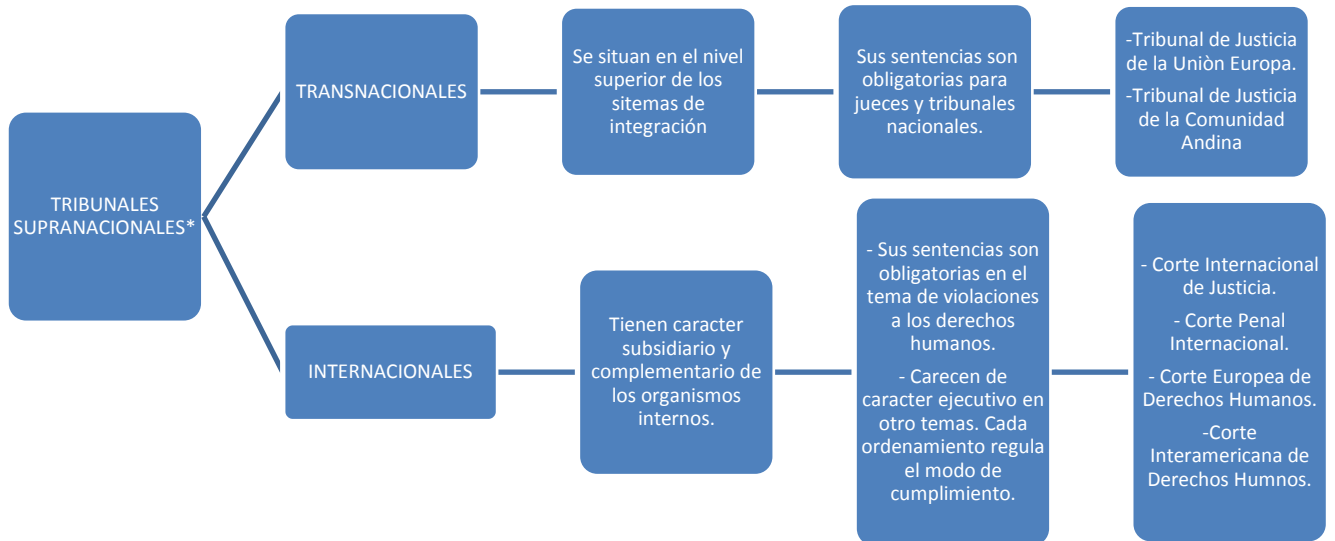 TRIBUNALES
SUPRANACIONALES*
TRANSNACIONALES
Se situan en el nivel
superior de los
sitemas de
integración
Sus sentencias son
obligatorias para
jueces y tribunales
nacionales.
-Tribunal de Justicia
de la Uniòn Europa.
-Tribunal de Justicia
de la Comunidad
Andina
INTERNACIONALES
Tienen caracter
subsidiario y
complementario de
los organismos
internos.
- Sus sentencias son
obligatorias en el
tema de violaciones
a los derechos
humanos.
- Carecen de
caracter ejecutivo en
otro temas. Cada
ordenamiento regula
el modo de
cumplimiento.
- Corte Internacional
de Justicia.
- Corte Penal
Internacional.
- Corte Europea de
Derechos Humanos.
-Corte
Interamericana de
Derechos Humnos.